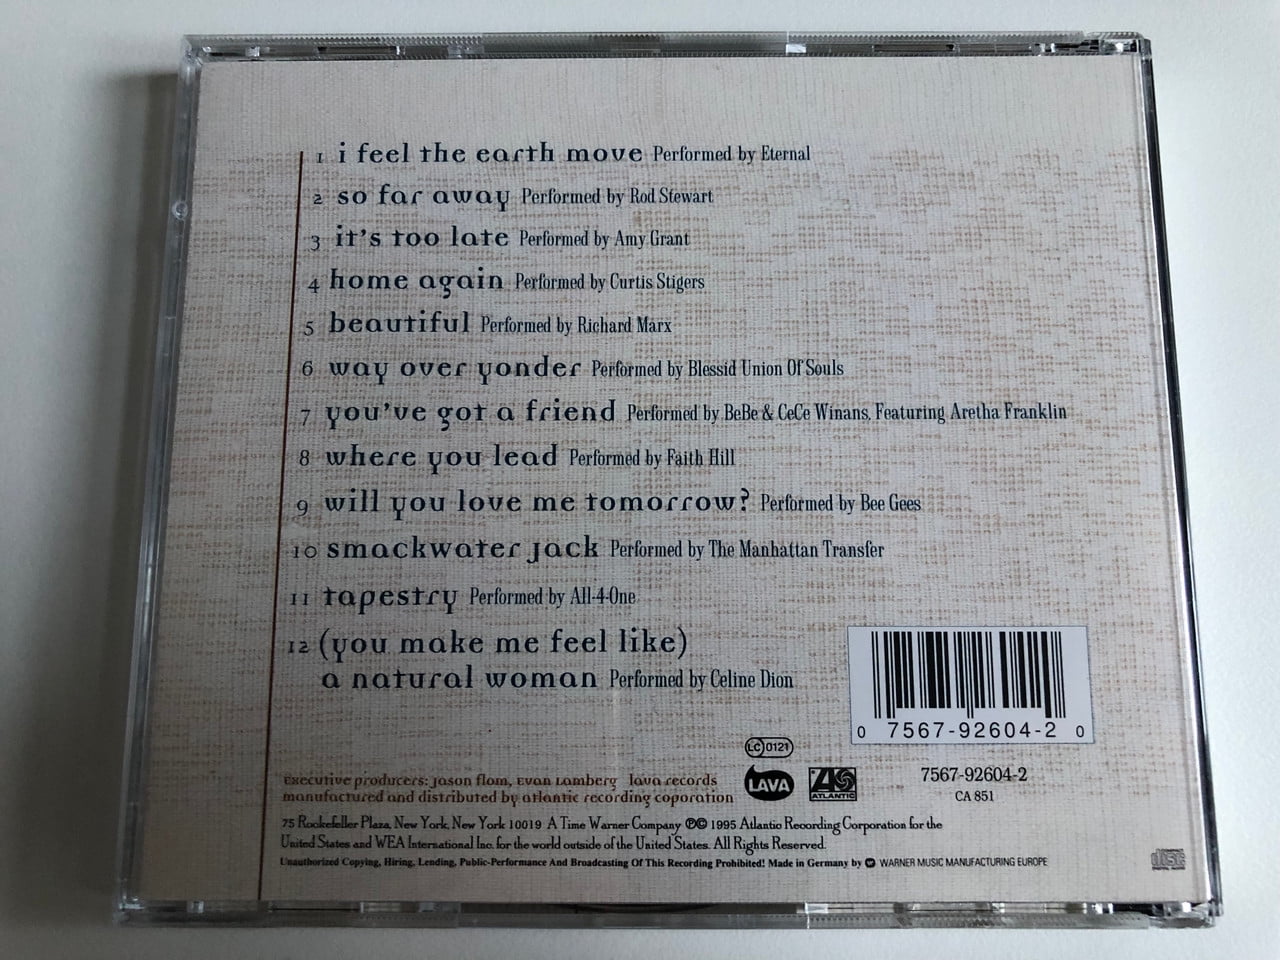 1 i feel the earth move Performed by Eternal
2 so far away Performed by Rod Stewart
3 it's too late Performed by Amy Grant
4 home again Performed by Curtis Stigers
5 beautiful Performed by Richard Marx
6 way over yonder Performed by Blessid Union Of Souls
7 you've got a friend Performed by BeBe & CeCe Winans, Featuring Aretha Franklin
8 where you lead Performed by Faith Hill
9 will you love me tomorrow? Performed by Bee Gees
10 smackwater jack Performed by The Manhattan Transfer
11 tapestry Performed by All-4-One
12 (you make me feel like)
a natural woman Performed by Celine Dion
0 7567-92604-2 0
LC 0121
LAVA
ATLANTIC
7567-92604-2
CA 851
executive producers: jason flom, Evan Lamberg lava records
manufactured and distributed by atlantic recording coporation
75 Rockefeller Plaza, New York, New York 10019 A Time Warner Company ℗© 1995 Atlantic Recording Corporation for the
United States and WEA International Inc. for the world outside of the United States. All Rights Reserved.
Unauthorized Copying, Hiring, Lending, Public-Performance And Broadcasting Of This Recording Prohibited! Made in Germany by WARNER MUSIC MANUFACTURING EUROPE
COMPACT disc DIGITAL AUDIO